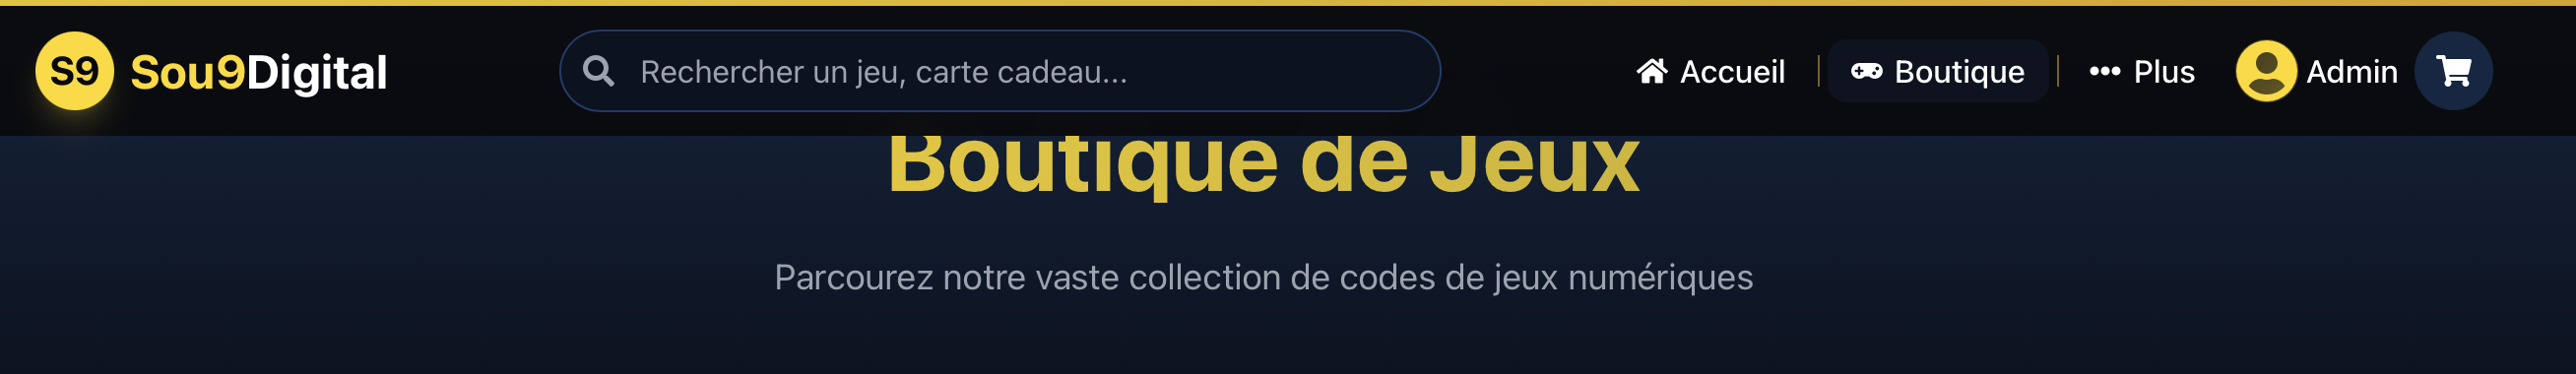 S9 Sou9Digital
Rechercher un jeu, carte cadeau...
Accueil
Boutique
Plus
Admin
Boutique de Jeux
Parcourez notre vaste collection de codes de jeux numériques